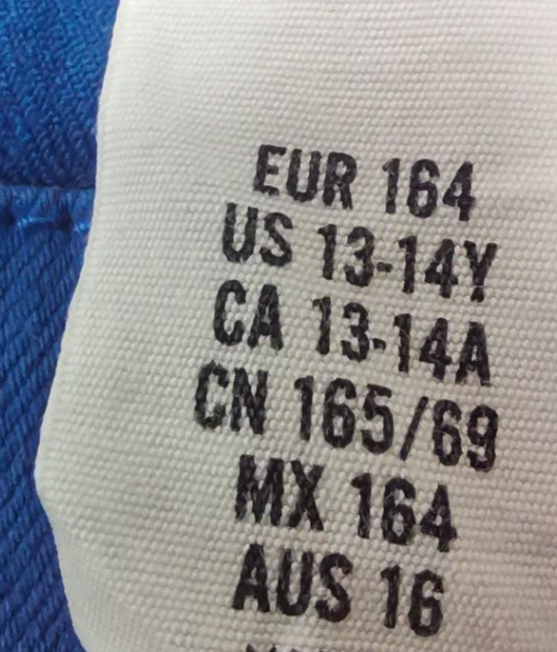 EUR 164
US 13-14Y
CA 13-14A
CN 165/69
MX 164
AUS 16